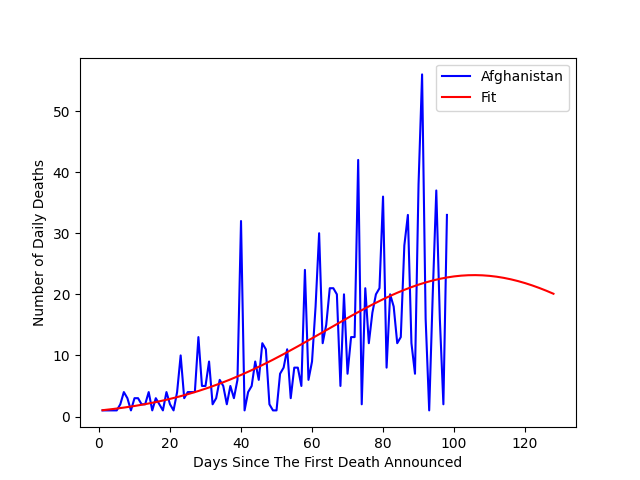 Afghanistan
Fit
Number of Daily Deaths
50
40
30
20
10
0
0 20 40 60 80 100 120
Days Since The First Death Announced